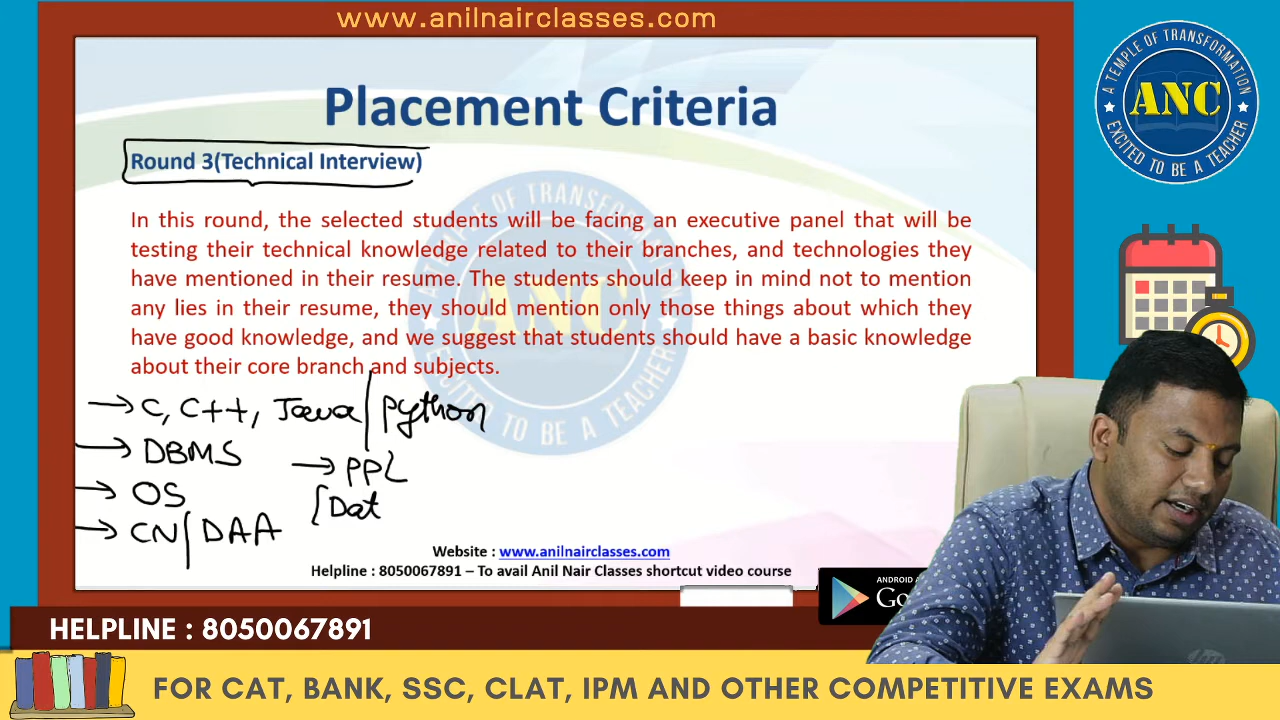 www.anilnairclasses.com
A TEMPLE OF TRANSFORMATION
ANC
EXCITED TO BE A TEACHER
Placement Criteria
Round 3(Technical Interview)
In this round, the selected students will be facing an executive panel that will be
testing their technical knowledge related to their branches, and technologies they
have mentioned in their resume. The students should keep in mind not to mention
any lies in their resume, they should mention only those things about which they
have good knowledge, and we suggest that students should have a basic knowledge
about their core branch and subjects.
→ C, C++, Java / python
→ DBMS
→ PPL
→ OS
[Dat
→ CN / DAA
Website : www.anilnairclasses.com
Helpline : 8050067891 – To avail Anil Nair Classes shortcut video course
ANDROID A
Go
HELPLINE : 8050067891
FOR CAT, BANK, SSC, CLAT, IPM AND OTHER COMPETITIVE EXAMS